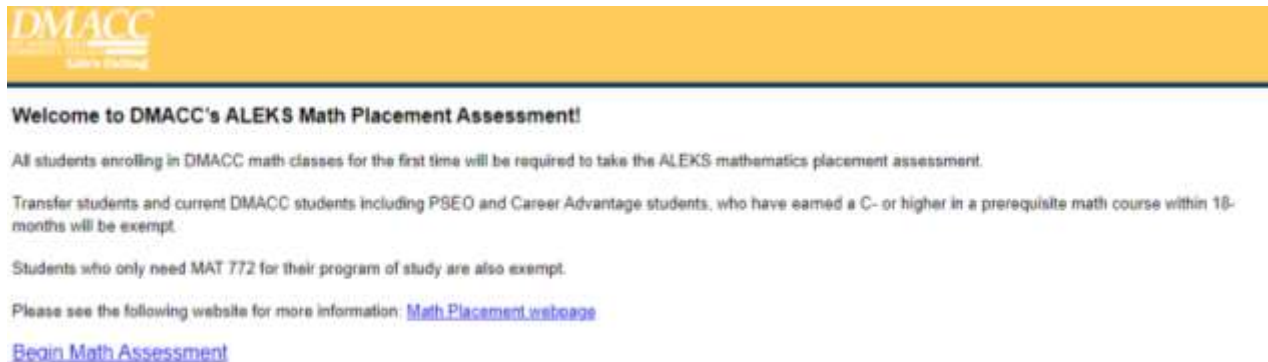 DMACC
Life's Calling
Welcome to DMACC's ALEKS Math Placement Assessment!
All students enrolling in DMACC math classes for the first time will be required to take the ALEKS mathematics placement assessment.
Transfer students and current DMACC students including PSEO and Career Advantage students, who have earned a C- or higher in a prerequisite math course within 18-
months will be exempt.
Students who only need MAT 772 for their program of study are also exempt.
Please see the following website for more information: Math Placement webpage
Begin Math Assessment